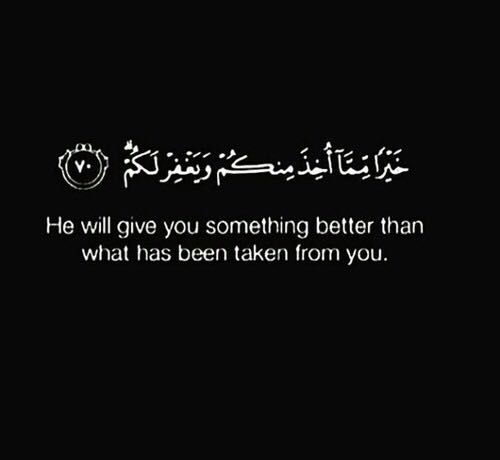 خَيْرًا مِّمَّآ أُخِذَ مِنكُمْ وَيَغْفِرْ لَكُمْۗ ٧٠
He will give you something better than
what has been taken from you.